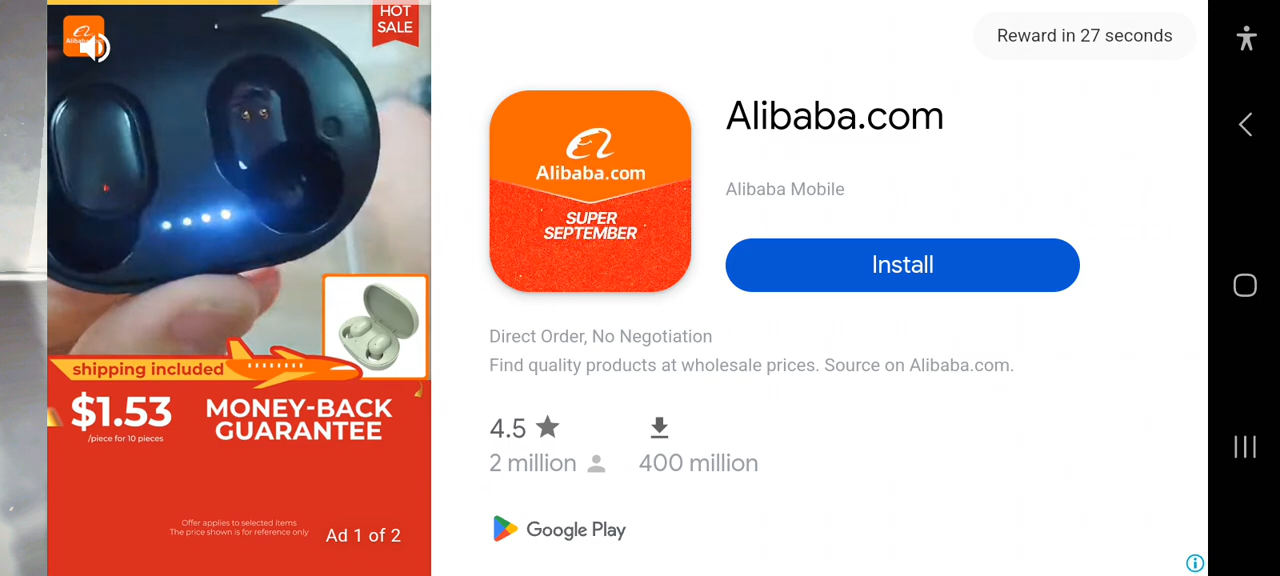 HOT
SALE
Reward in 27 seconds
Alibaba.com
Alibaba.com
SUPER
SEPTEMBER
Alibaba Mobile
Install
Direct Order, No Negotiation
Find quality products at wholesale prices. Source on Alibaba.com.
shipping included
$1.53
/piece for 10 pieces
MONEY-BACK
GUARANTEE
4.5
2 million
400 million
Offer applies to selected items
The price shown is for reference only
Ad 1 of 2
Google Play